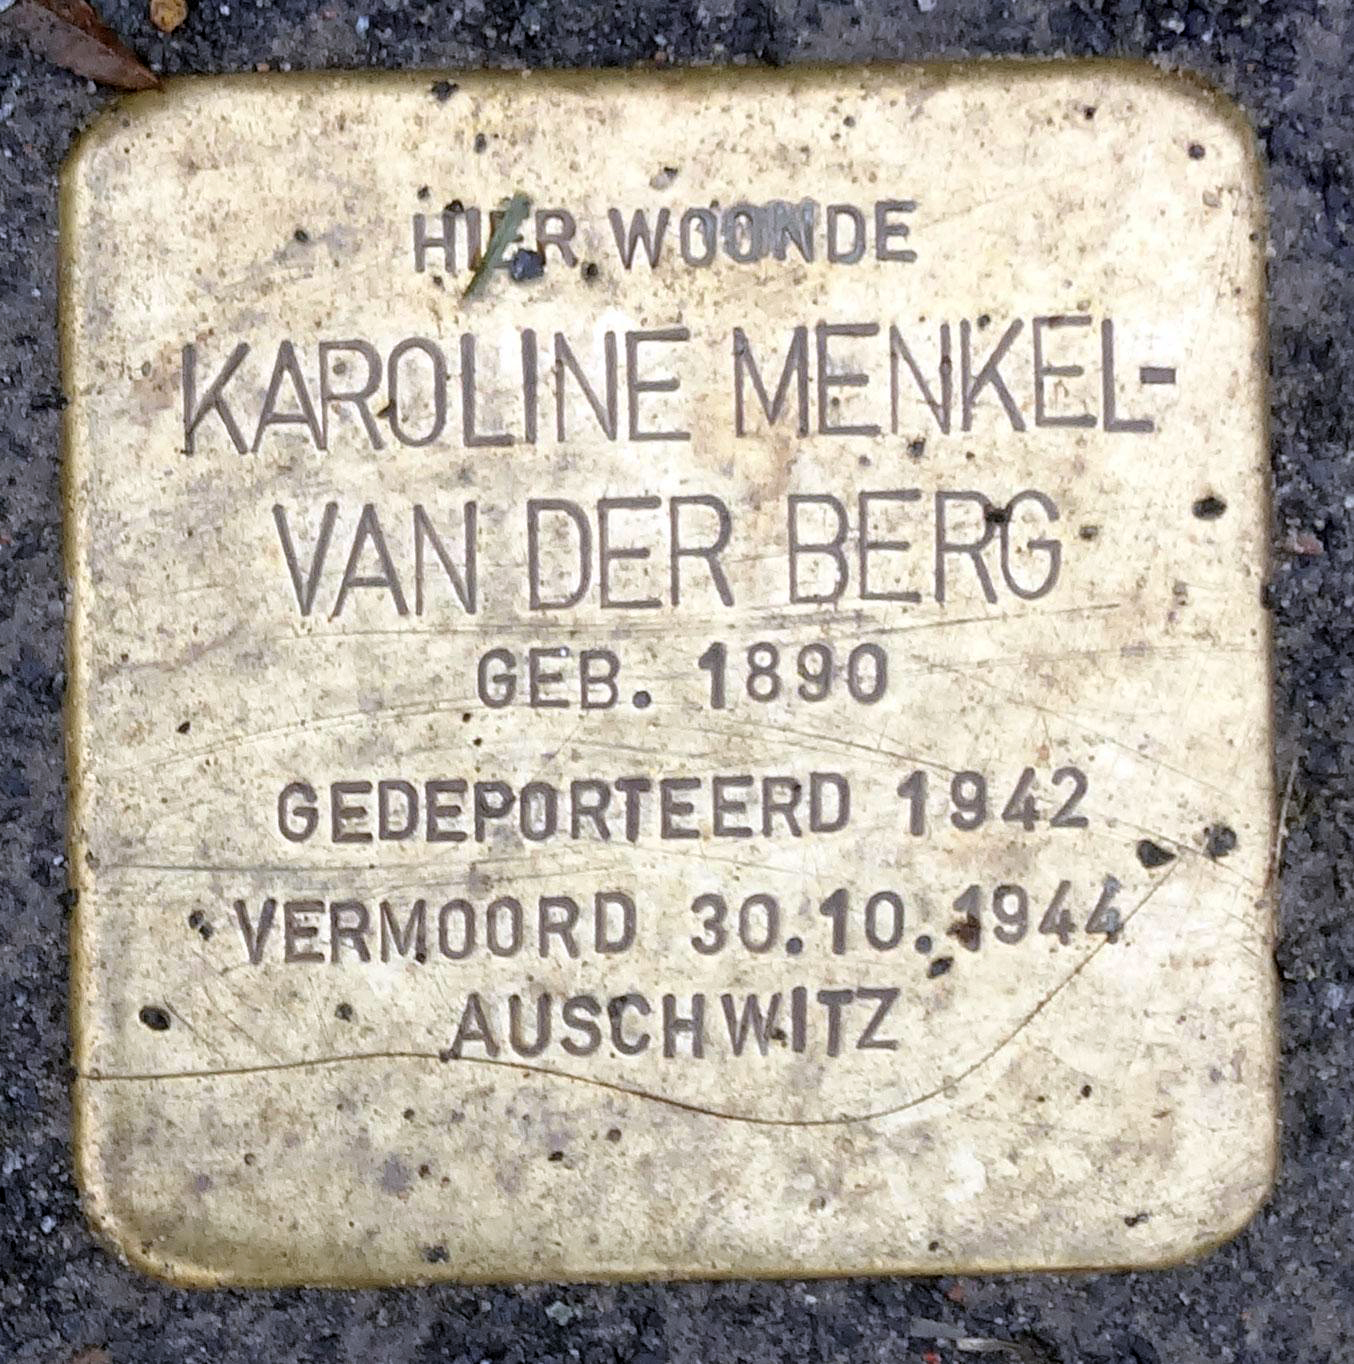 HIER WOONDE
KAROLINE MENKEL-
VAN DER BERG
GEB. 1890
GEDEPORTEERD 1942
VERMOORD 30.10.1944
AUSCHWITZ